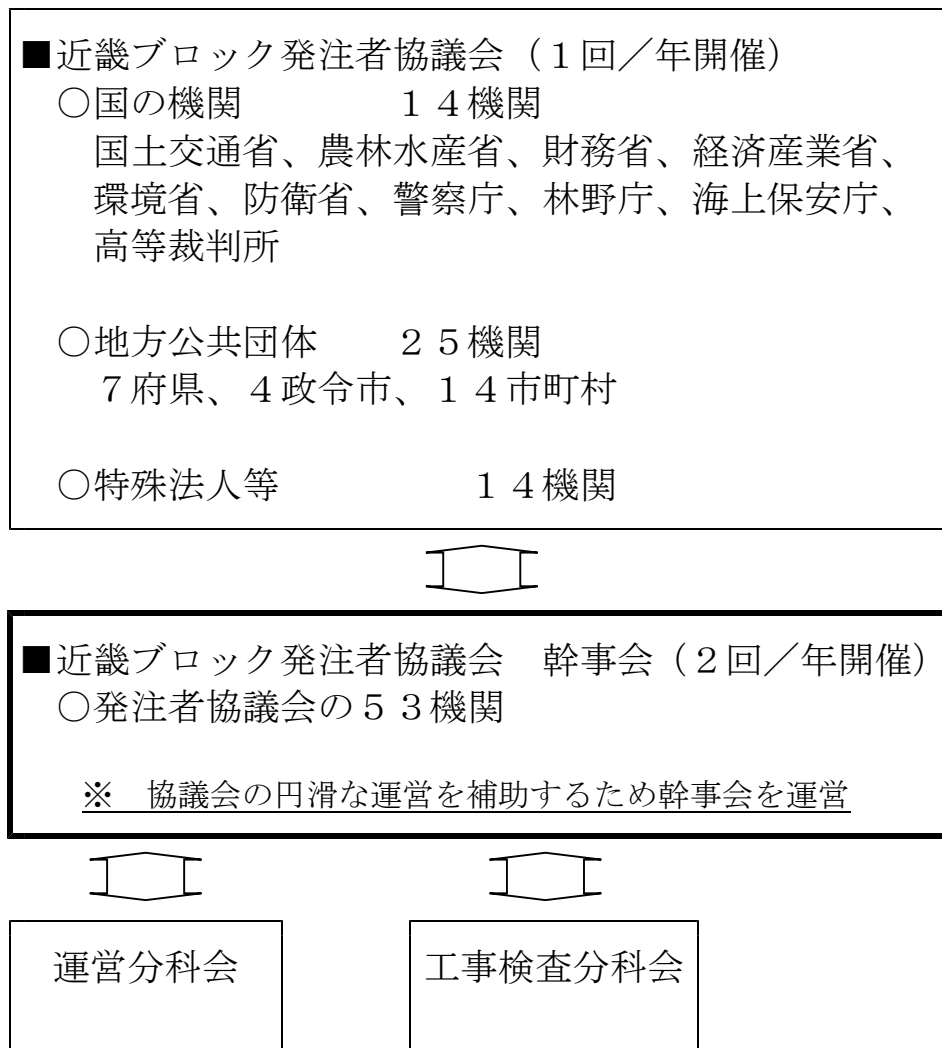 ■近畿ブロック発注者協議会（１回／年開催）
○国の機関　　　　１４機関
国土交通省、農林水産省、財務省、経済産業省、
環境省、防衛省、警察庁、林野庁、海上保安庁、
高等裁判所
○地方公共団体　　２５機関
７府県、４政令市、１４市町村
○特殊法人等　　　　　１４機関
■近畿ブロック発注者協議会　幹事会（２回／年開催）
○発注者協議会の５３機関
※　協議会の円滑な運営を補助するため幹事会を運営
運営分科会
工事検査分科会